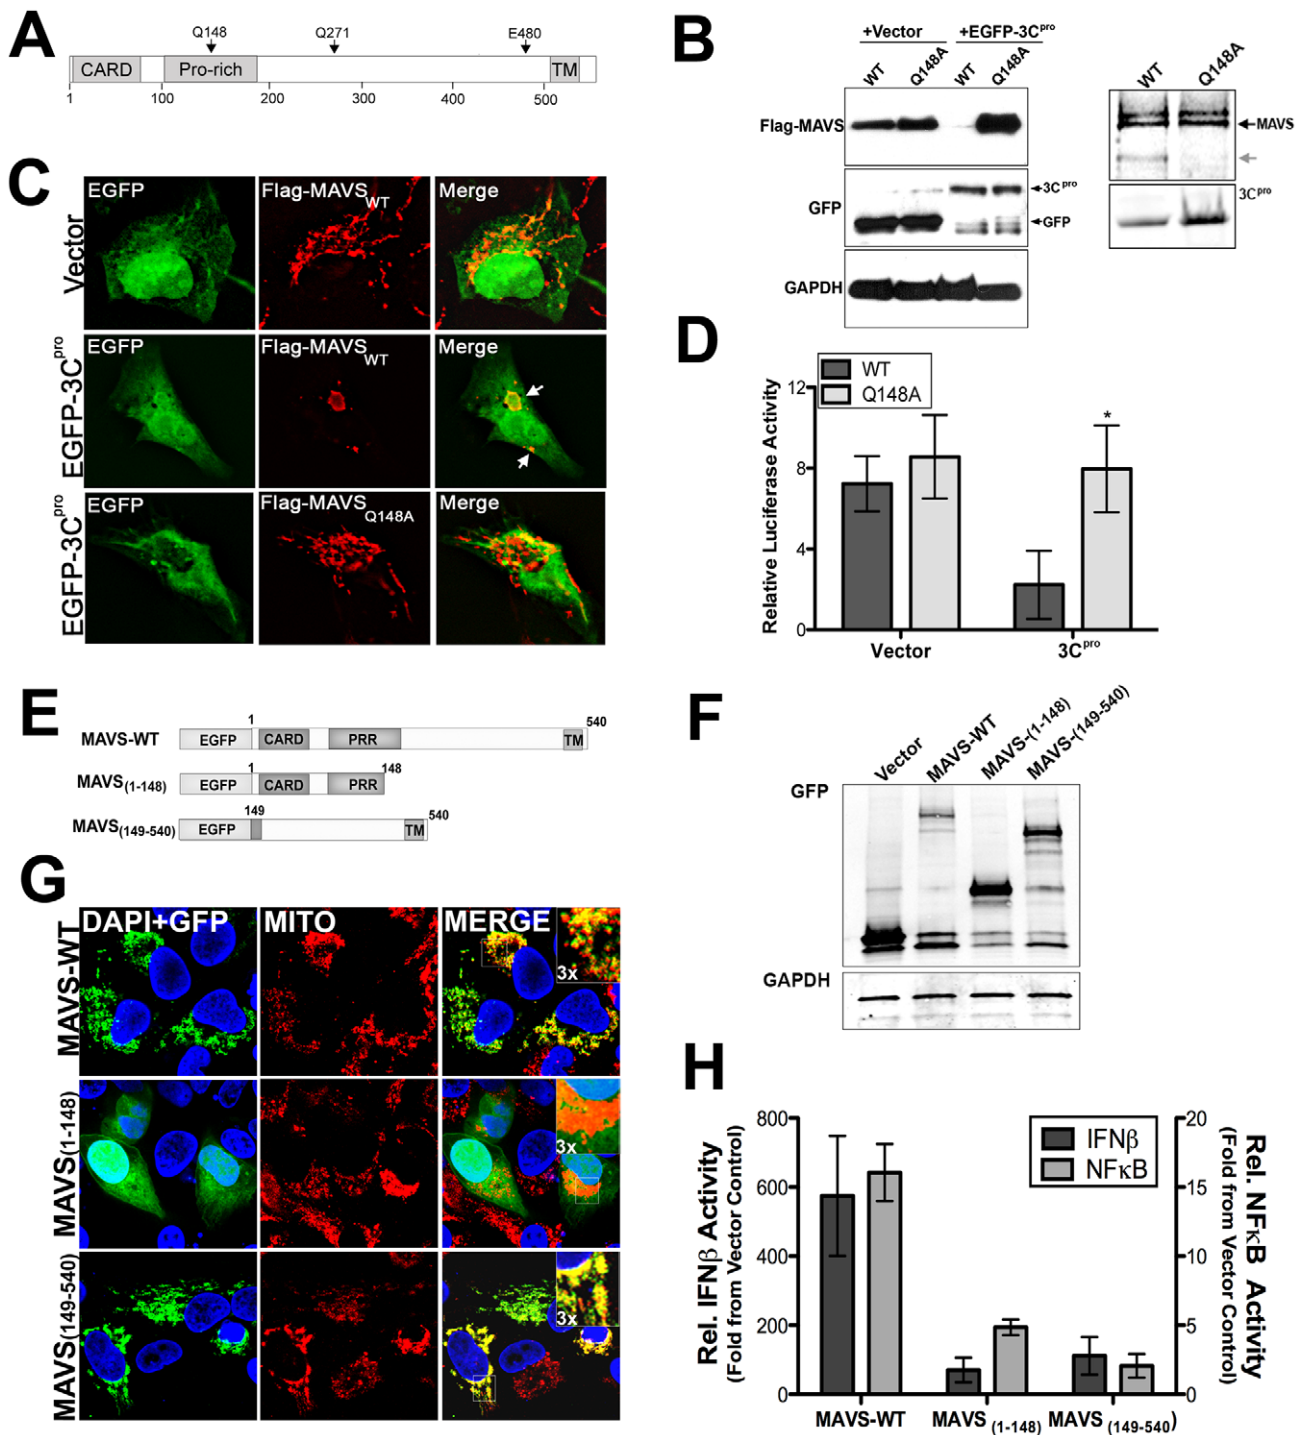 A
Q148
Q271
E480
CARD
Pro-rich
TM
1
100
200
300
400
500
B
+Vector
+EGFP-3Cpro
WT
Q148A
WT
Q148A
Flag-MAVS
GFP
3Cpro
GFP
GAPDH
WT
Q148A
MAVS
3Cpro
C
Vector
EGFP
Flag-MAVS WT
Merge
EGFP-3Cpro
EGFP
Flag-MAVS WT
Merge
EGFP-3Cpro
EGFP
Flag-MAVS Q148A
Merge
D
WT
Q148A
Relative Luciferase Activity
12
8
4
0
*
Vector
3Cpro
E
MAVS-WT
1
540
EGFP
CARD
PRR
TM
MAVS(1-148)
1
148
EGFP
CARD
PRR
MAVS(149-540)
149
540
EGFP
TM
F
Vector
MAVS-WT
MAVS-(1-148)
MAVS-(149-540)
GFP
GAPDH
G
DAPI+GFP
MITO
MERGE
MAVS-WT
3x
MAVS(1-148)
3x
MAVS(149-540)
3x
H
Rel. IFNβ Activity
(Fold from Vector Control)
800
600
400
200
0
IFNβ
NFκB
20
15
10
5
0
Rel. NFκB Activity
(Fold from Vector Control)
MAVS-WT
MAVS (1-148)
MAVS (149-540)